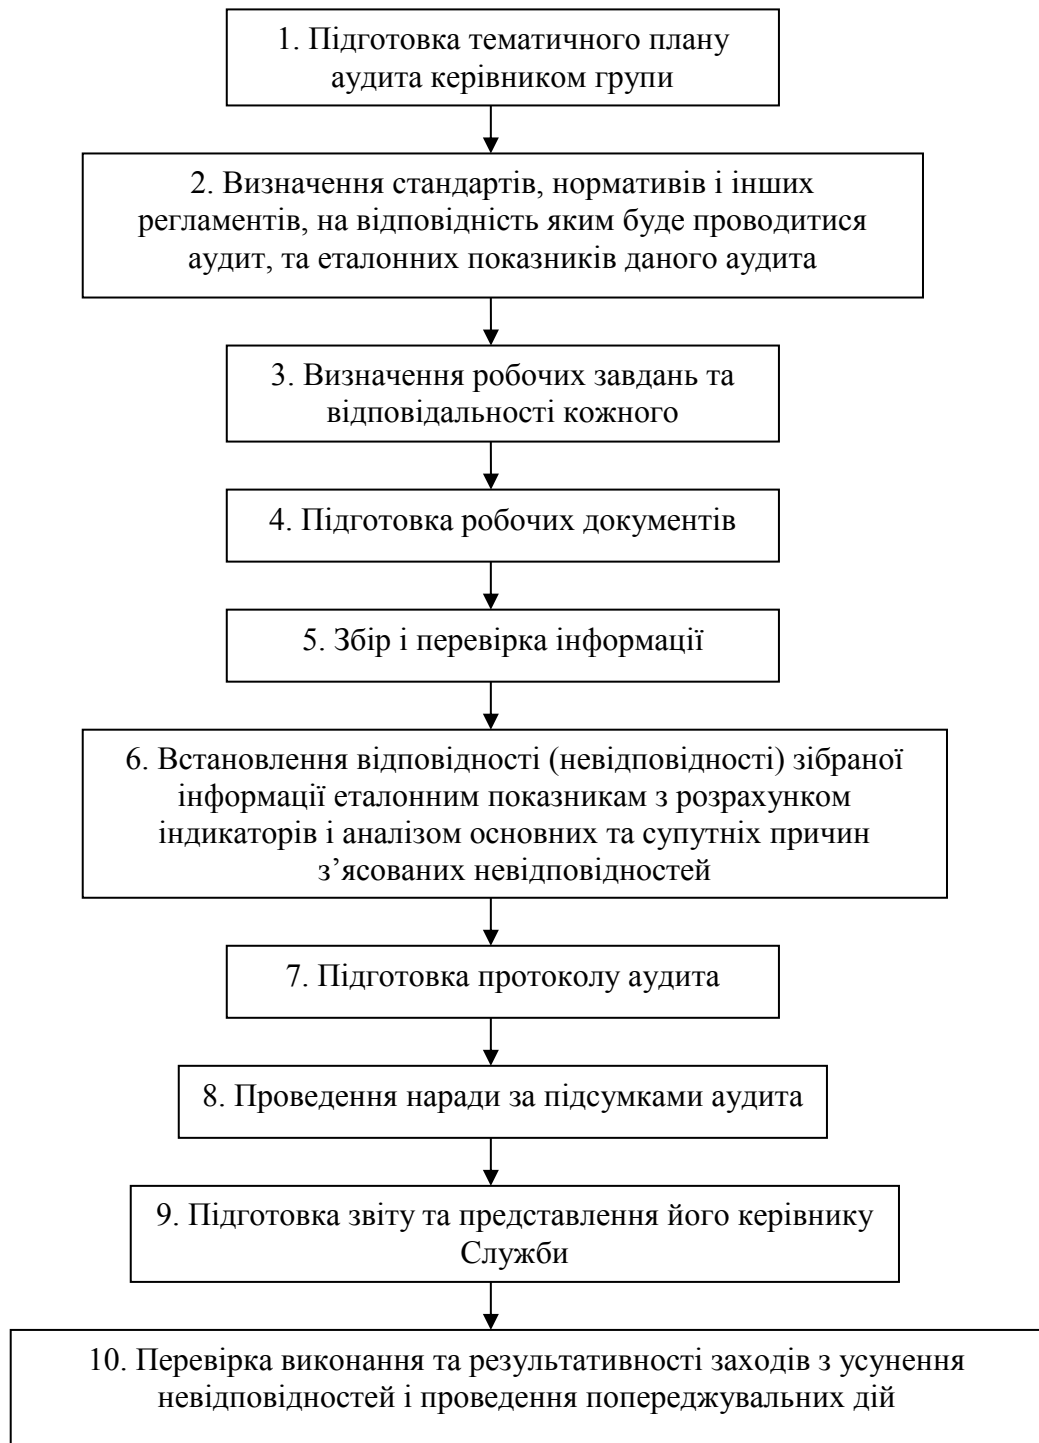 1. Підготовка тематичного плану
аудита керівником групи
2. Визначення стандартів, нормативів і інших
регламентів, на відповідність яким буде проводитися
аудит, та еталонних показників даного аудита
3. Визначення робочих завдань та
відповідальності кожного
4. Підготовка робочих документів
5. Збір і перевірка інформації
6. Встановлення відповідності (невідповідності) зібраної
інформації еталонним показникам з розрахунком
індикаторів і аналізом основних та супутніх причин
з’ясованих невідповідностей
7. Підготовка протоколу аудита
8. Проведення наради за підсумками аудита
9. Підготовка звіту та представлення його керівнику
Служби
10. Перевірка виконання та результативності заходів з усунення
невідповідностей і проведення попереджувальних дій